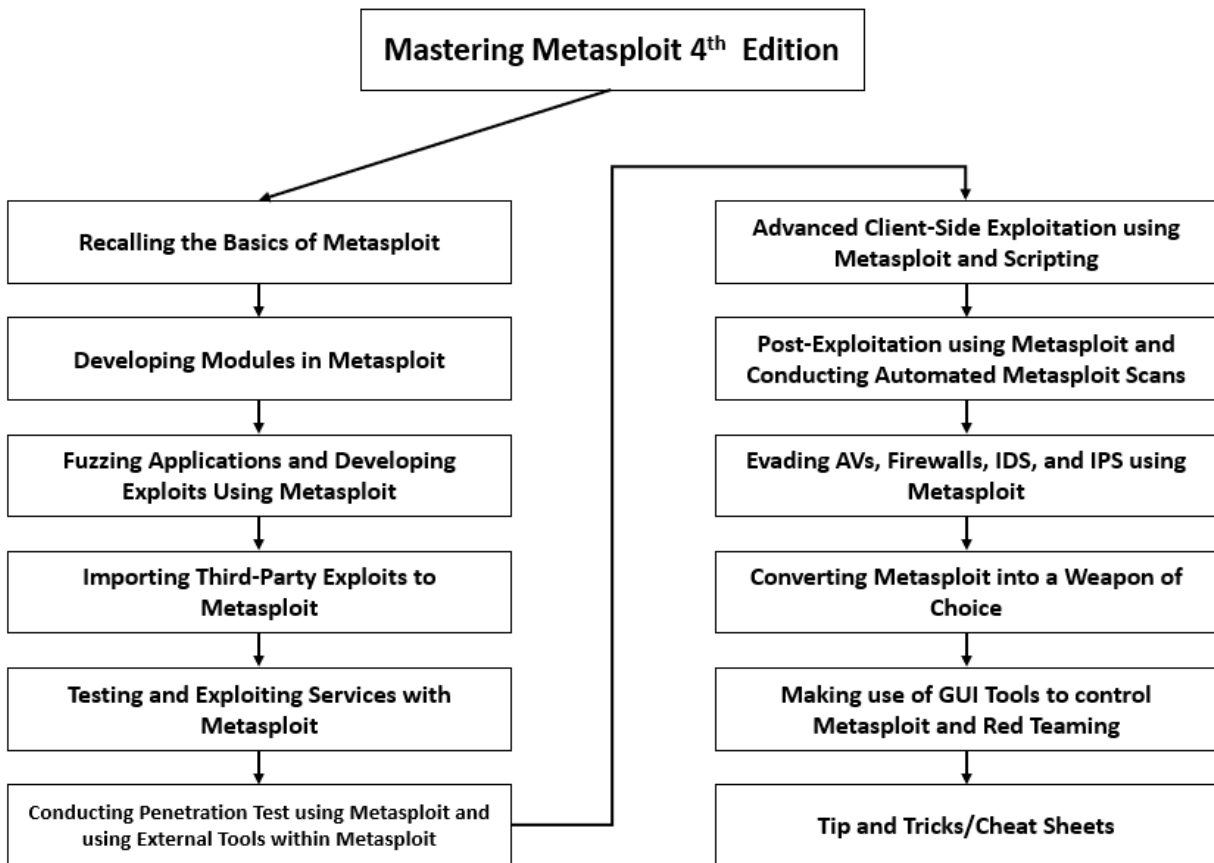 Mastering Metasploit 4th Edition
Recalling the Basics of Metasploit
Developing Modules in Metasploit
Fuzzing Applications and Developing
Exploits Using Metasploit
Importing Third-Party Exploits to
Metasploit
Testing and Exploiting Services with
Metasploit
Conducting Penetration Test using Metasploit and
using External Tools within Metasploit
Advanced Client-Side Exploitation using
Metasploit and Scripting
Post-Exploitation using Metasploit and
Conducting Automated Metasploit Scans
Evading AVs, Firewalls, IDS, and IPS using
Metasploit
Converting Metasploit into a Weapon of
Choice
Making use of GUI Tools to control
Metasploit and Red Teaming
Tip and Tricks/Cheat Sheets